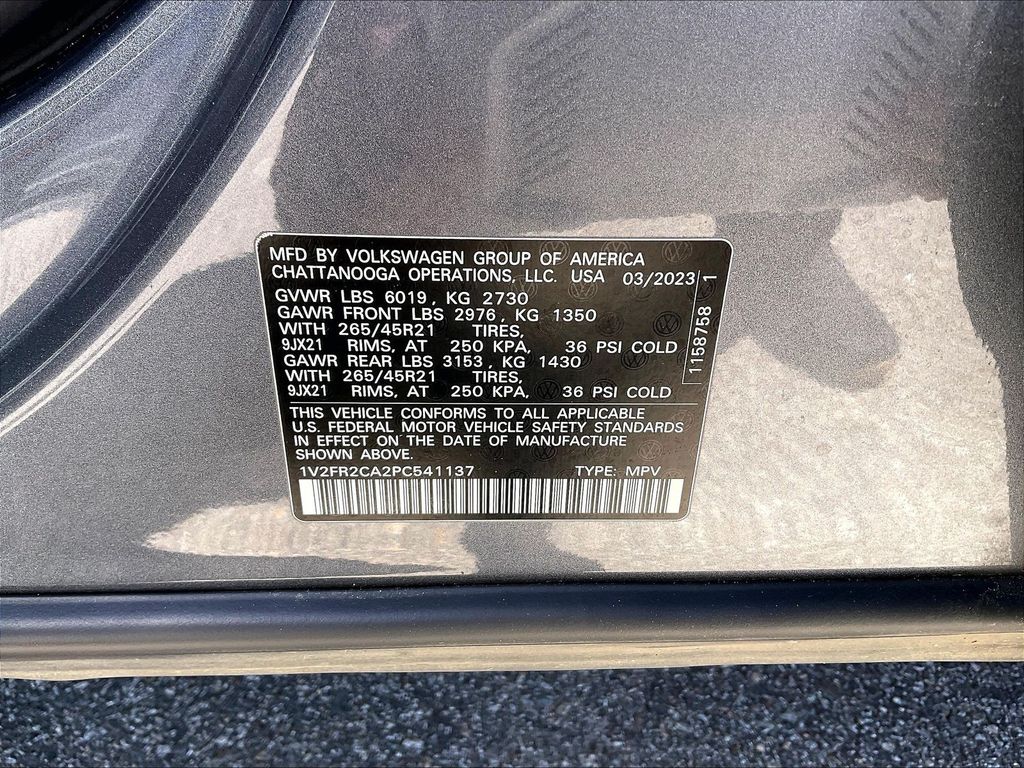 MFD BY VOLKSWAGEN GROUP OF AMERICA
CHATTANOOGA OPERATIONS, LLC. USA 03/2023
GVWR LBS 6019, KG 2730
GAWR FRONT LBS 2976, KG 1350
WITH 265/45R21 TIRES,
9JX21 RIMS, AT 250 KPA, 36 PSI COLD
GAWR REAR LBS 3153, KG 1430
WITH 265/45R21 TIRES,
9JX21 RIMS, AT 250 KPA, 36 PSI COLD
THIS VEHICLE CONFORMS TO ALL APPLICABLE
U.S. FEDERAL MOTOR VEHICLE SAFETY STANDARDS
IN EFFECT ON THE DATE OF MANUFACTURE
SHOWN ABOVE.
1V2FR2CA2PC541137 TYPE: MPV
1158758 1